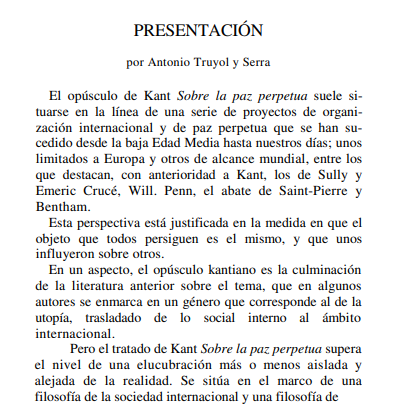 PRESENTACIÓN
por Antonio Truyol y Serra
El opúsculo de Kant Sobre la paz perpetua suele si-
tuarse en la línea de una serie de proyectos de organi-
zación internacional y de paz perpetua que se han su-
cedido desde la baja Edad Media hasta nuestros días; unos
limitados a Europa y otros de alcance mundial, entre los
que destacan, con anterioridad a Kant, los de Sully y
Emeric Crucé, Will. Penn, el abate de Saint-Pierre y
Bentham.
Esta perspectiva está justificada en la medida en que el
objeto que todos persiguen es el mismo, y que unos
influyeron sobre otros.
En un aspecto, el opúsculo kantiano es la culminación
de la literatura anterior sobre el tema, que en algunos
autores se enmarca en un género que corresponde al de la
utopía, trasladado de lo social interno al ámbito
internacional.
Pero el tratado de Kant Sobre la paz perpetua supera
el nivel de una elucubración más o menos aislada y
alejada de la realidad. Se sitúa en el marco de una
filosofía de la sociedad internacional y una filosofía de